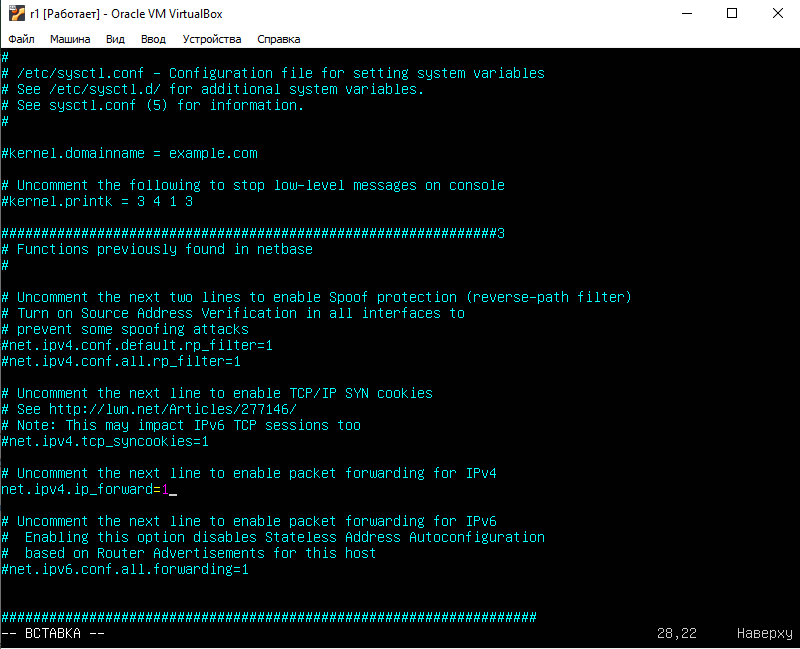 r1 [Работает] - Oracle VM VirtualBox
Файл Машина Вид Ввод Устройства Справка
#
# /etc/sysctl.conf - Configuration file for setting system variables
# See /etc/sysctl.d/ for additional system variables.
# See sysctl.conf (5) for information.
#
#kernel.domainname = example.com
# Uncomment the following to stop low-level messages on console
#kernel.printk = 3 4 1 3
##############################################################3
# Functions previously found in netbase
#
# Uncomment the next two lines to enable Spoof protection (reverse-path filter)
# Turn on Source Address Verification in all interfaces to
# prevent some spoofing attacks
#net.ipv4.conf.default.rp_filter=1
#net.ipv4.conf.all.rp_filter=1
# Uncomment the next line to enable TCP/IP SYN cookies
# See http://lwn.net/Articles/277146/
# Note: This may impact IPv6 TCP sessions too
#net.ipv4.tcp_syncookies=1
# Uncomment the next line to enable packet forwarding for IPv4
net.ipv4.ip_forward=1
# Uncomment the next line to enable packet forwarding for IPv6
#  Enabling this option disables Stateless Address Autoconfiguration
#  based on Router Advertisements for this host
#net.ipv6.conf.all.forwarding=1
###################################################################
-- ВСТАВКА -- 28,22 Наверху